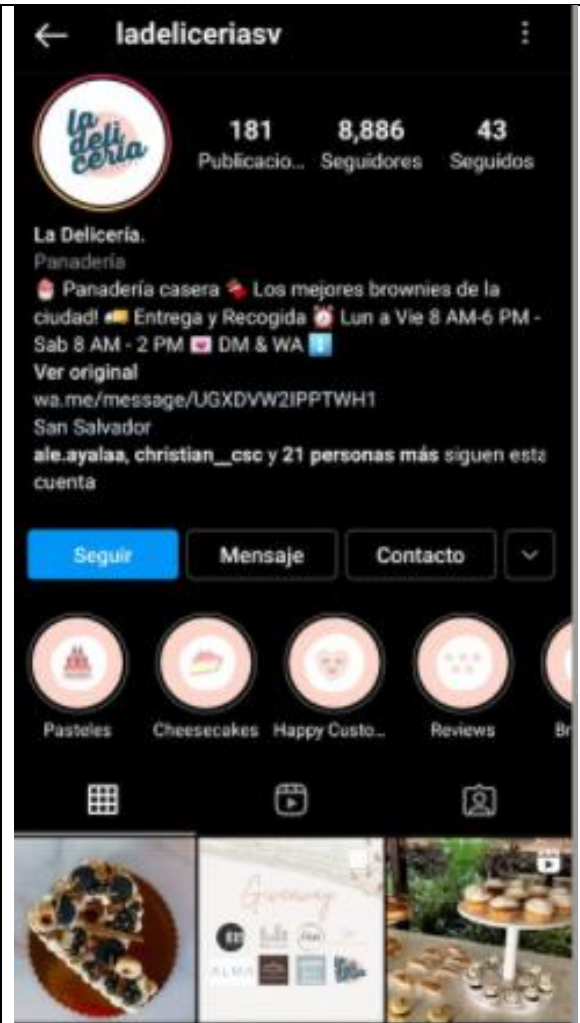 ladeliceriasv
la
deli
cería
181 8,886 43
Publicacio... Seguidores Seguidos
La Delicería.
Panadería
Panadería casera Los mejores brownies de la
ciudad! Entrega y Recogida Lun a Vie 8 AM-6 PM -
Sab 8 AM - 2 PM DM & WA
Ver original
wa.me/message/UGXDVW2IPPTWH1
San Salvador
ale.ayalaa, christian__csc y 21 personas más siguen esta
cuenta
Seguir Mensaje Contacto
Pasteles Cheesecakes Happy Custo... Reviews Br
Giveaway
ALMA